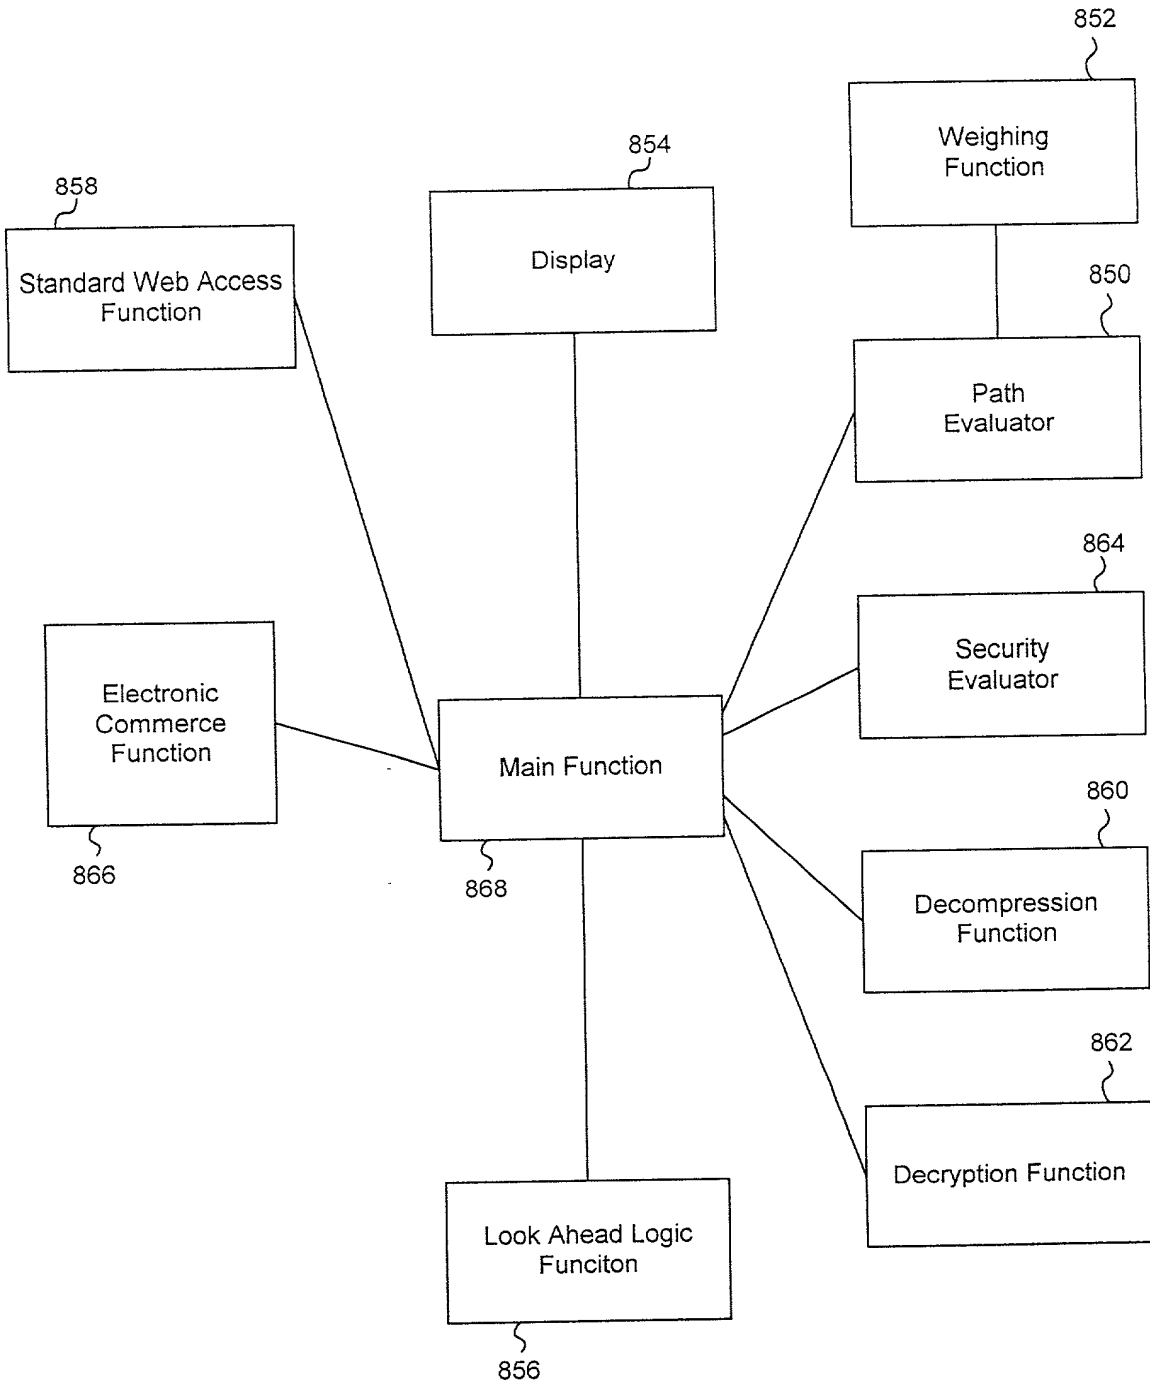 852
Weighing
Function
854
Display
858
Standard Web Access
Function
850
Path
Evaluator
864
Security
Evaluator
Electronic
Commerce
Function
866
Main Function
868
860
Decompression
Function
862
Decryption Function
Look Ahead Logic
Funciton
856